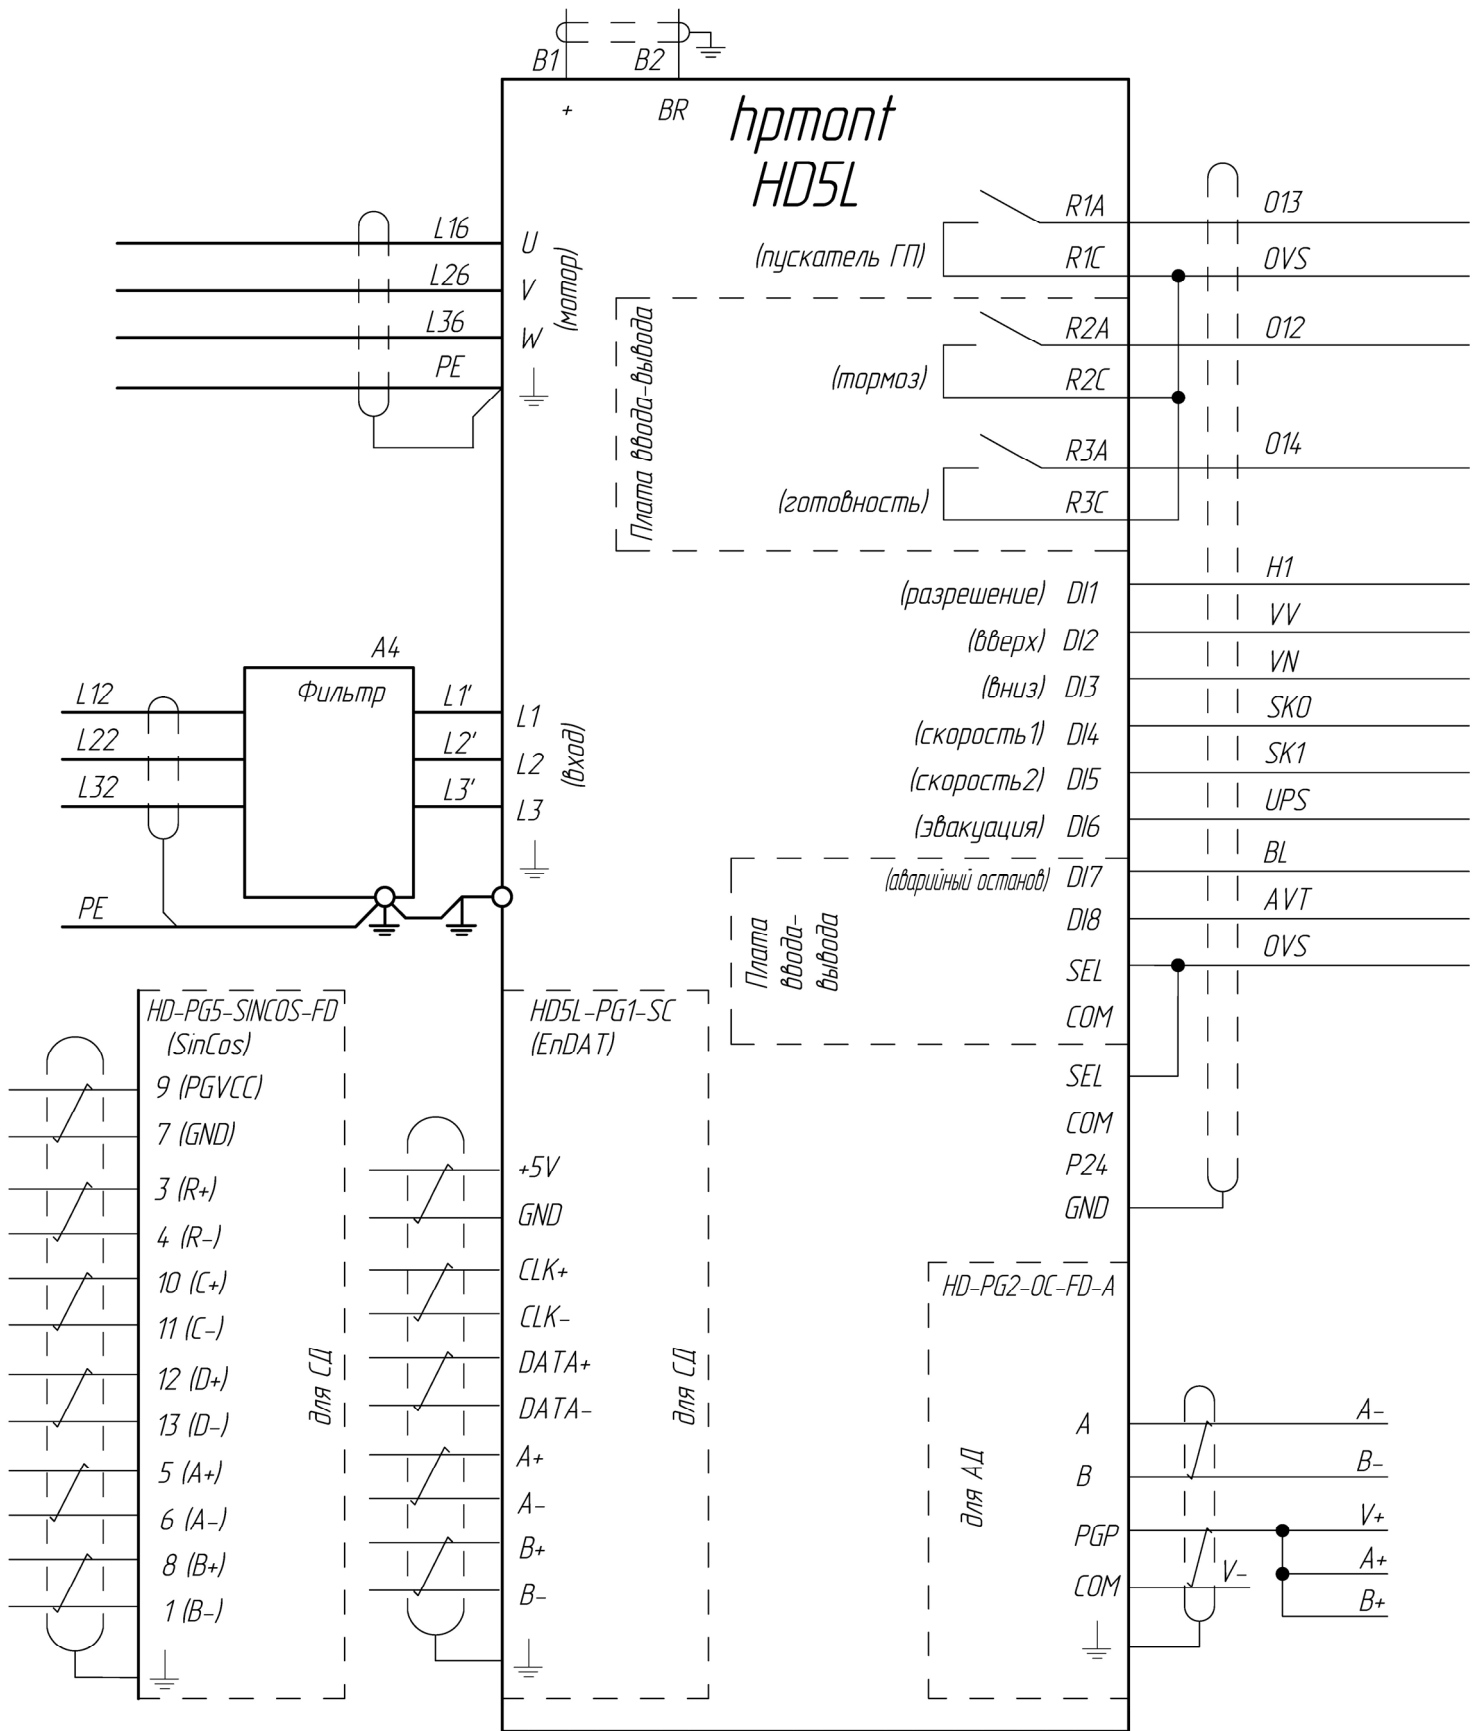 B1
B2
+
BR
hpmont
HD5L
L16
U
L26
V
L36
W
PE
(мотор)
R1A
013
(пускатель ГП)
R1C
0VS
Плата ввода-вывода
R2A
012
(тормоз)
R2C
R3A
014
(готовность)
R3C
(разрешение) DI1
H1
(вверх) DI2
VV
(вниз) DI3
VN
(скорость1) DI4
SK0
(скорость2) DI5
SK1
(эвакуация) DI6
UPS
(аварийный останов) DI7
BL
DI8
AVT
SEL
0VS
COM
Плата
ввода-
вывода
SEL
COM
P24
GND
A4
Фильтр
L12
L1'
L1
L22
L2'
L2
L32
L3'
L3
(вход)
PE
HD-PG5-SINCOS-FD
(SinCos)
9 (PGVCC)
7 (GND)
3 (R+)
4 (R-)
10 (C+)
11 (C-)
12 (D+)
13 (D-)
5 (A+)
6 (A-)
8 (B+)
1 (B-)
для СД
HD5L-PG1-SC
(EnDAT)
+5V
GND
CLK+
CLK-
DATA+
DATA-
A+
A-
B+
B-
для СД
HD-PG2-OC-FD-A
для АД
A
A-
B
B-
PGP
V+
A+
COM
V-
B+